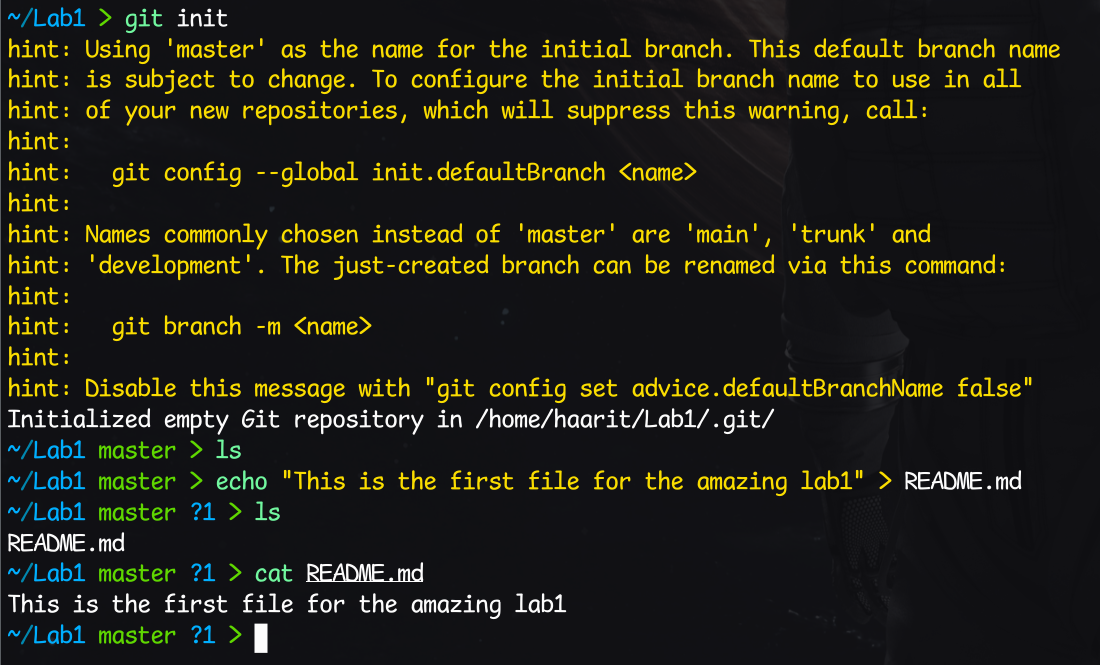 ~/Lab1 > git init
hint: Using 'master' as the name for the initial branch. This default branch name
hint: is subject to change. To configure the initial branch name to use in all
hint: of your new repositories, which will suppress this warning, call:
hint:
hint:   git config --global init.defaultBranch <name>
hint:
hint: Names commonly chosen instead of 'master' are 'main', 'trunk' and
hint: 'development'. The just-created branch can be renamed via this command:
hint:
hint:   git branch -m <name>
hint:
hint: Disable this message with "git config set advice.defaultBranchName false"
Initialized empty Git repository in /home/haarit/Lab1/.git/
~/Lab1 master > ls
~/Lab1 master > echo "This is the first file for the amazing lab1" > README.md
~/Lab1 master ?1 > ls
README.md
~/Lab1 master ?1 > cat README.md
This is the first file for the amazing lab1
~/Lab1 master ?1 >